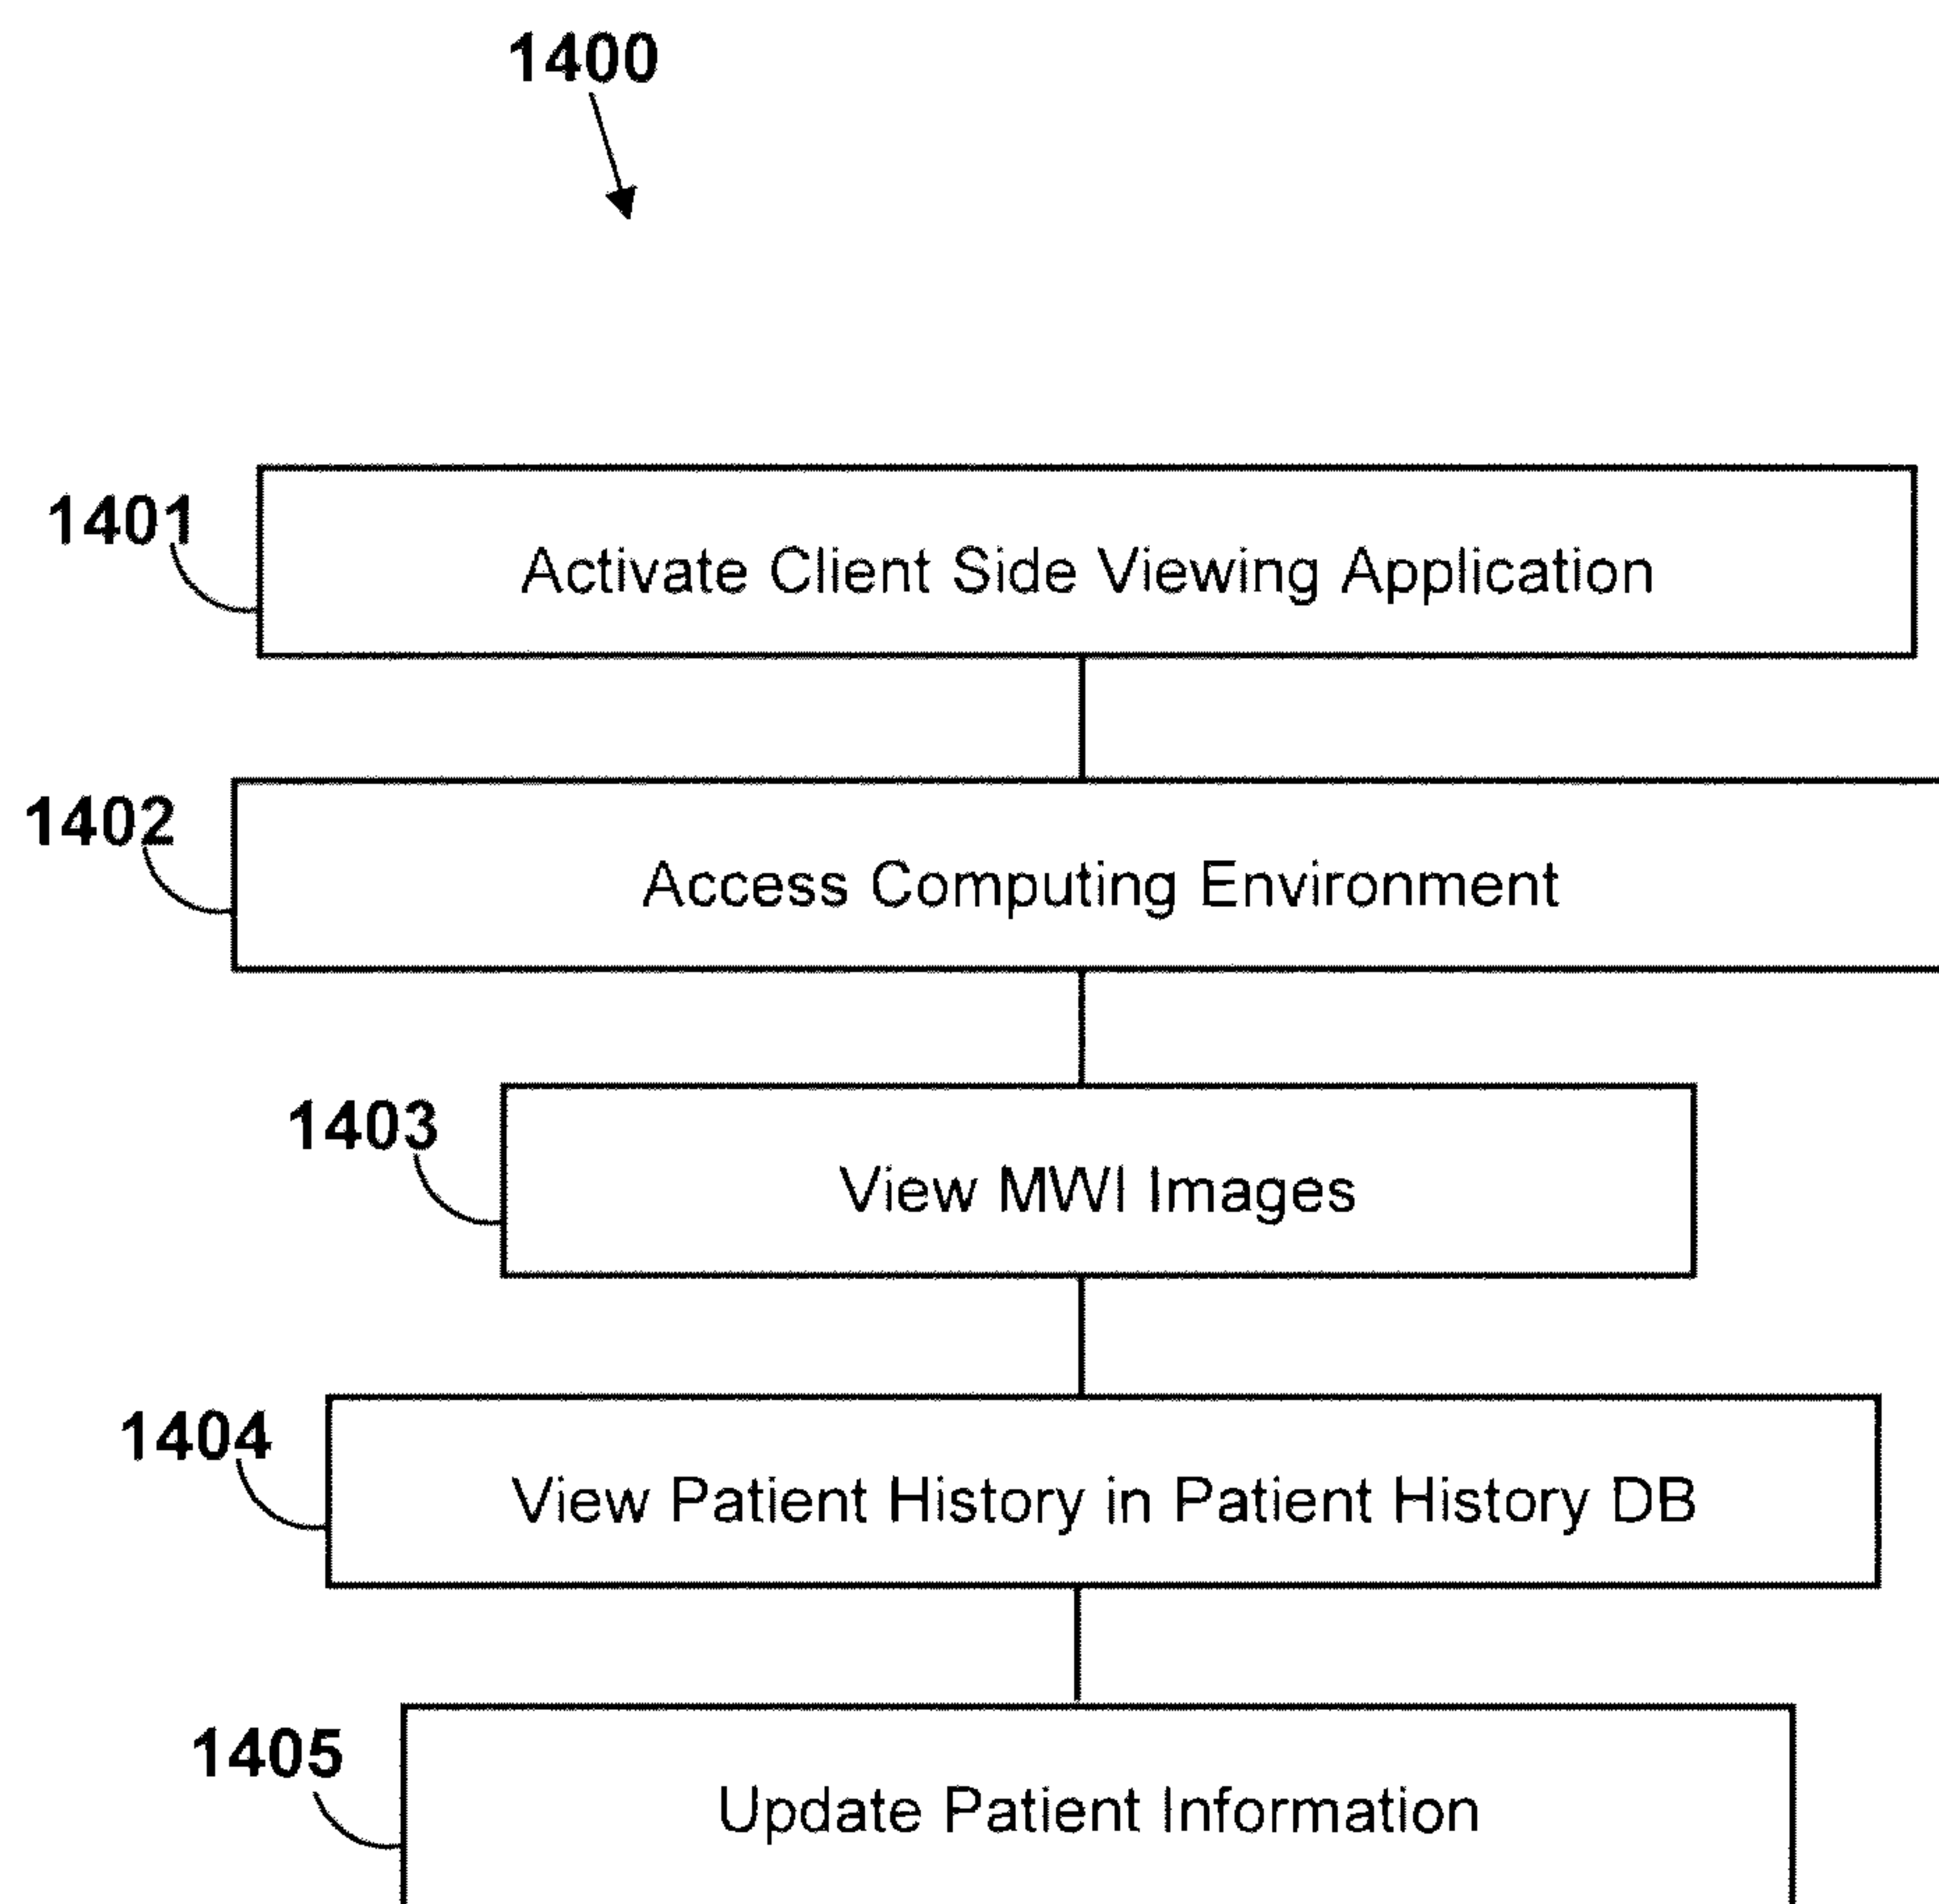 1400
1401
Activate Client Side Viewing Application
1402
Access Computing Environment
1403
View MWI Images
1404
View Patient History in Patient History DB
1405
Update Patient Information